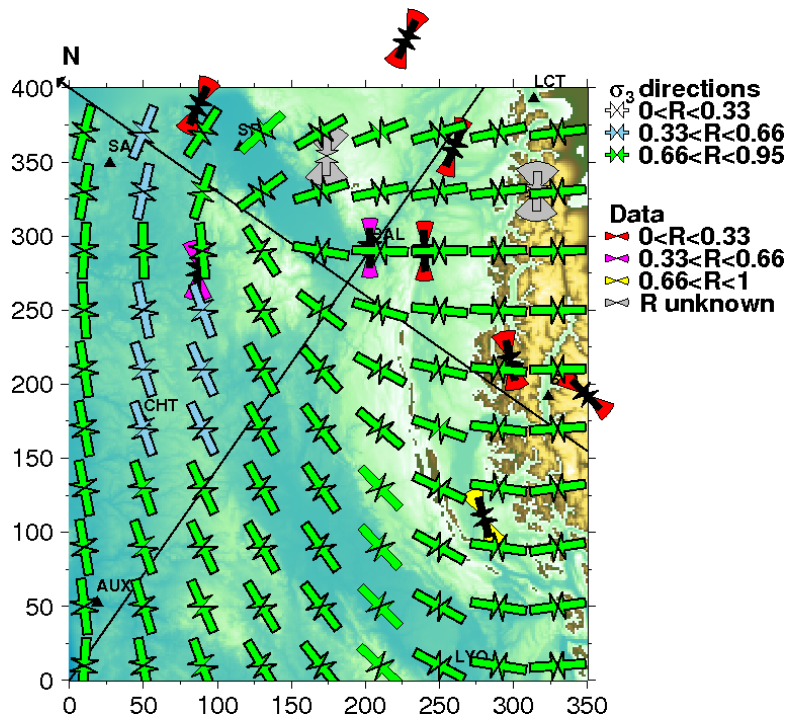 N
LCT
400
350
300
250
200
150
100
50
0
0 50 100 150 200 250 300 350
SA
BAL
CHT
AUX
LYO
σ3 directions
0<R<0.33
0.33<R<0.66
0.66<R<0.95
Data
0<R<0.33
0.33<R<0.66
0.66<R<1
R unknown